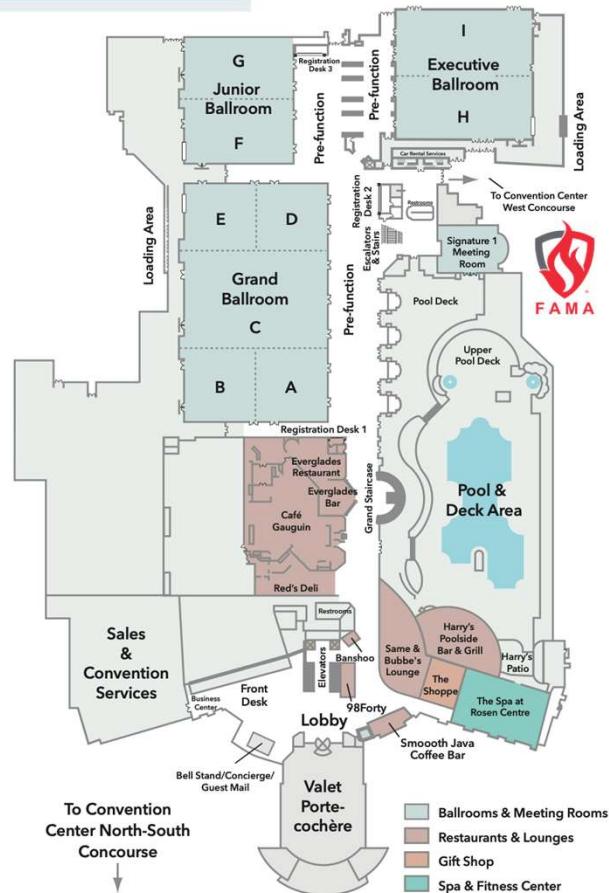 G
Junior
Ballroom
F
Registration
Desk 3
Pre-function
Pre-function
I
Executive
Ballroom
H
Loading Area
Car Rental Services
To Convention Center
West Concourse
Registration
Desk 2
Restrooms
Escalators
& Stairs
Signature 1
Meeting
Room
FAMA
Loading Area
E
D
Grand
Ballroom
C
B
A
Pre-function
Pool Deck
Upper
Pool Deck
Registration Desk 1
Everglades
Restaurant
Everglades
Bar
Café
Gauguin
Red's Deli
Grand Staircase
Pool &
Deck Area
Sales
&
Convention
Services
Restrooms
Elevators
Banshoo
98Forty
Front
Desk
Business
Center
Lobby
Same &
Bubbe's
Lounge
Harry's
Poolside
Bar & Grill
Harry's
Patio
The
Shoppe
The Spa at
Rosen Centre
Smoooth Java
Coffee Bar
Bell Stand/Concierge/
Guest Mail
Valet
Porte-
cochère
To Convention
Center North-South
Concourse
Ballrooms & Meeting Rooms
Restaurants & Lounges
Gift Shop
Spa & Fitness Center